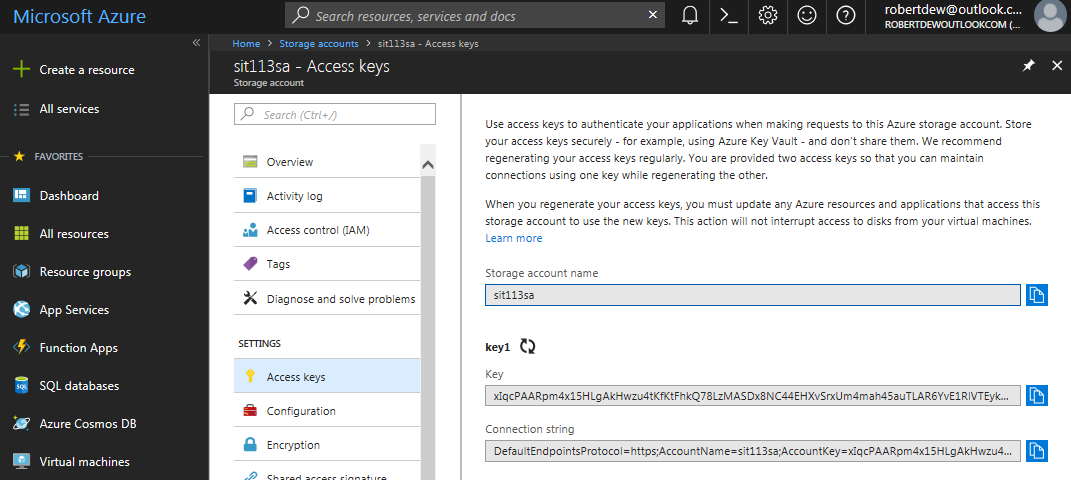 Microsoft Azure
Search resources, services and docs
robertdew@outlook.c...
ROBERTDEWOUTLOOKCOM (...
Home > Storage accounts > sit113sa - Access keys
sit113sa - Access keys
Storage account
Create a resource
All services
FAVORITES
Dashboard
All resources
Resource groups
App Services
Function Apps
SQL databases
Azure Cosmos DB
Virtual machines
Search (Ctrl+/)
Overview
Activity log
Access control (IAM)
Tags
Diagnose and solve problems
SETTINGS
Access keys
Configuration
Encryption
Shared access signature
Use access keys to authenticate your applications when making requests to this Azure storage account. Store
your access keys securely - for example, using Azure Key Vault - and don't share them. We recommend
regenerating your access keys regularly. You are provided two access keys so that you can maintain
connections using one key while regenerating the other.
When you regenerate your access keys, you must update any Azure resources and applications that access this
storage account to use the new keys. This action will not interrupt access to disks from your virtual machines.
Learn more
Storage account name
sit113sa
key1
Key
xIqcPAARpm4x15HLgAkHwzu4tKfKtFhkQ78LzMASDx8NC44EHXvSrxUm4mah45auTLAR6YvE1RIVTEyk...
Connection string
DefaultEndpointsProtocol=https;AccountName=sit113sa;AccountKey=xIqcPAARpm4x15HLgAkHwzu4...